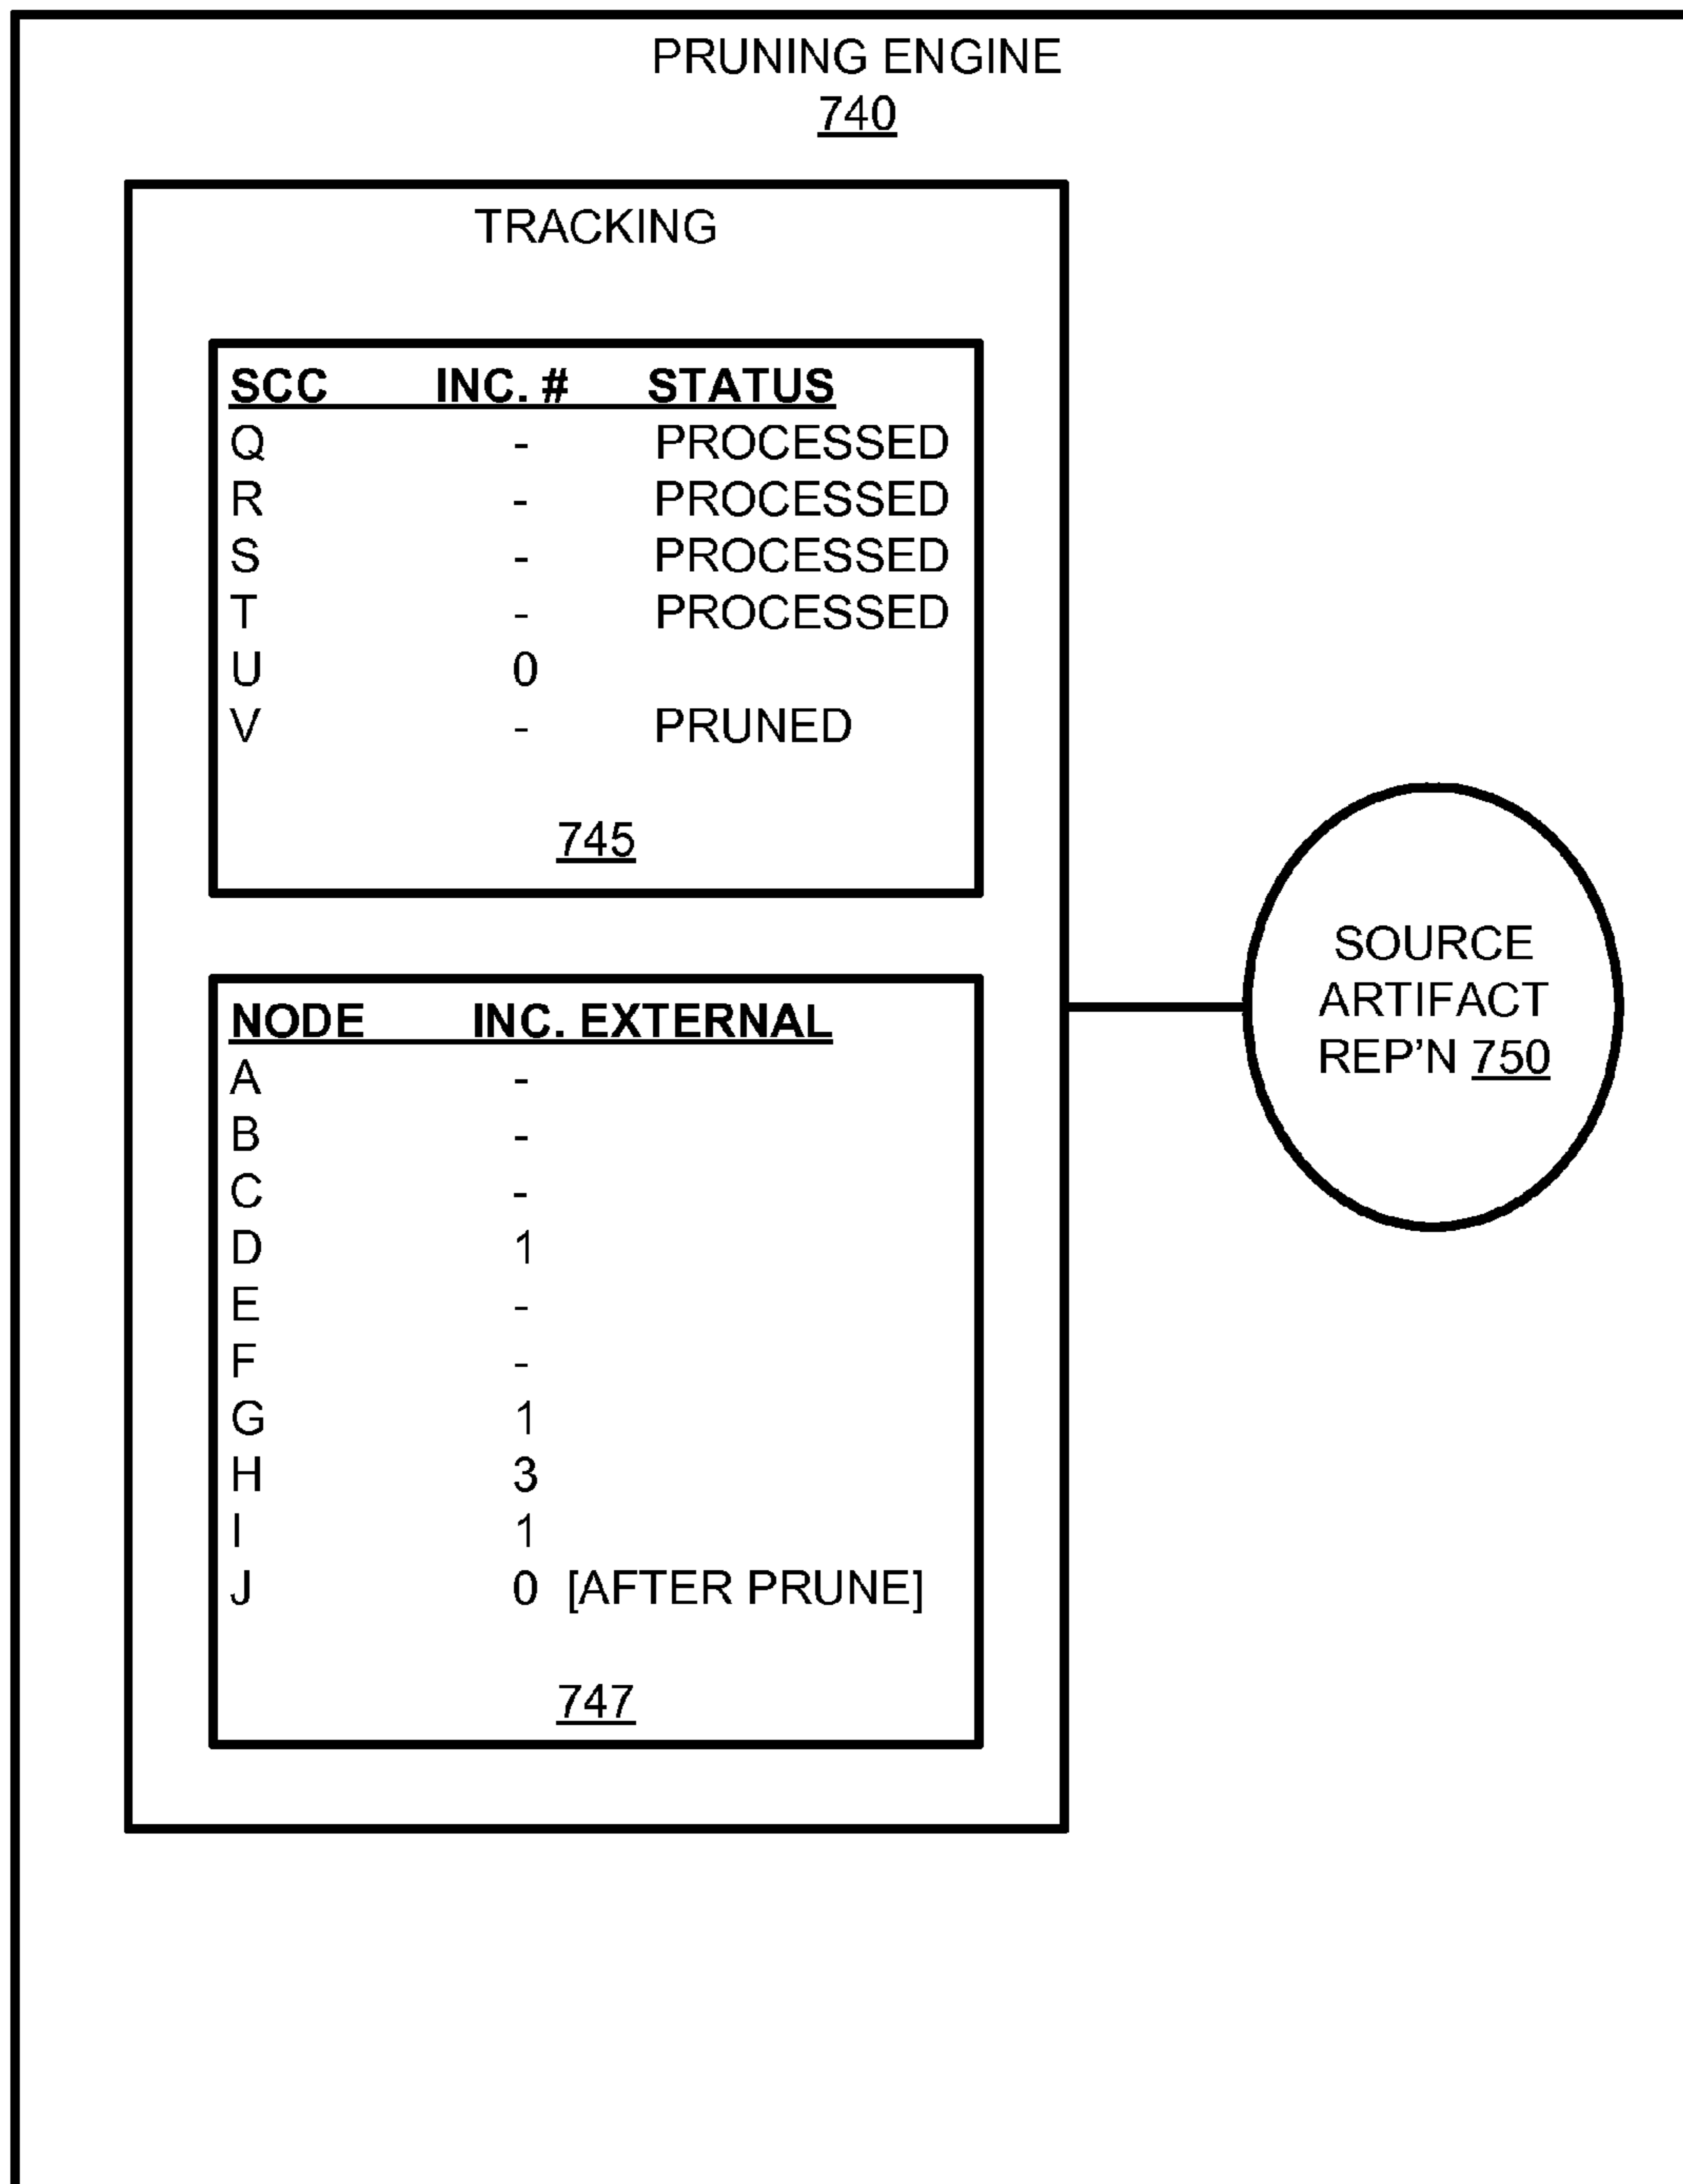 PRUNING ENGINE
740
TRACKING
SCC INC. # STATUS
Q - PROCESSED
R - PROCESSED
S - PROCESSED
T - PROCESSED
U 0
V - PRUNED
745
NODE INC. EXTERNAL
A -
B -
C -
D 1
E -
F -
G 1
H 3
I 1
J 0 [AFTER PRUNE]
747
SOURCE
ARTIFACT
REP'N 750